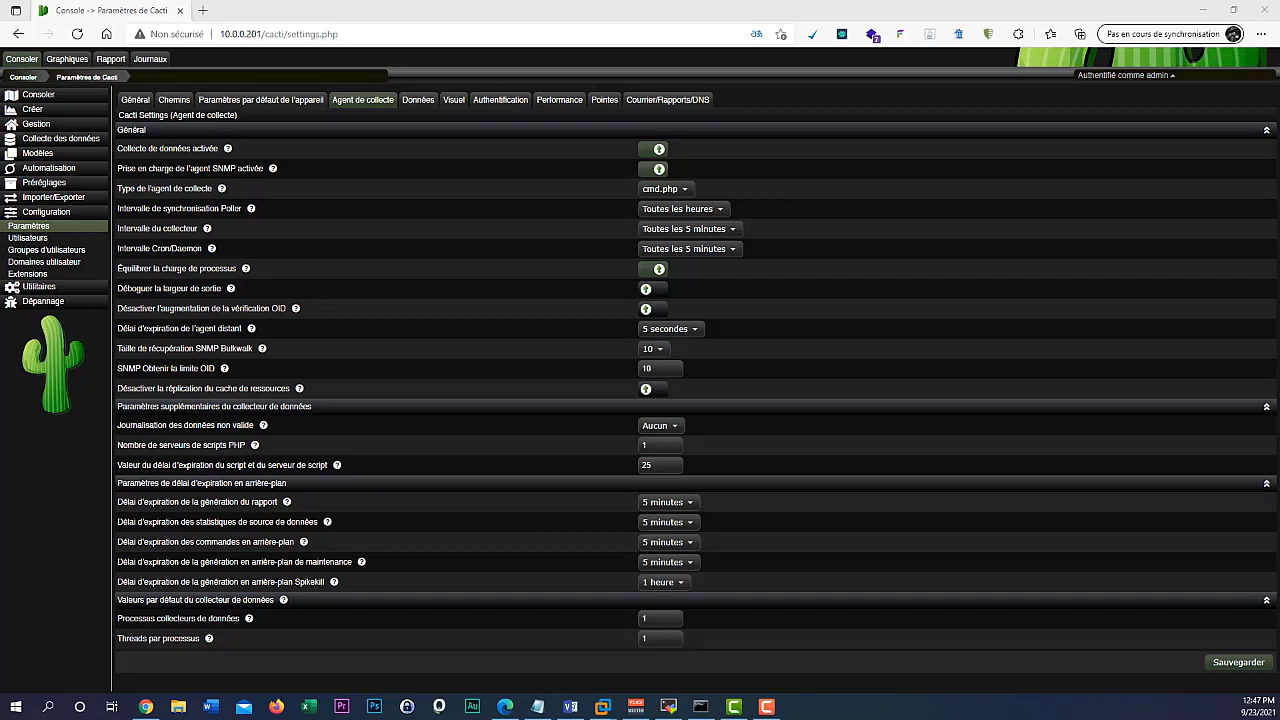 Console -> Paramètres de Cacti
Non sécurisé
10.0.0.201/cacti/settings.php
Pas en cours de synchronisation
Consoler
Graphiques
Rapport
Journaux
Consoler
Paramètres de Cacti
Authentifié comme admin
Consoler
Créer
Gestion
Collecte des données
Modèles
Automatisation
Préréglages
Importer/Exporter
Configuration
Paramètres
Utilisateurs
Groupes d'utilisateurs
Domaines utilisateur
Extensions
Utilitaires
Dépannage
Général
Chemins
Paramètres par défaut de l'appareil
Agent de collecte
Données
Visuel
Authentification
Performance
Pointes
Courrier/Rapports/DNS
Cacti Settings (Agent de collecte)
Général
Collecte de données activée
Prise en charge de l'agent SNMP activée
Type de l'agent de collecte cmd.php
Intervalle de synchronisation Poller Toutes les heures
Intervalle du collecteur Toutes les 5 minutes
Intervalle Cron/Daemon Toutes les 5 minutes
Équilibrer la charge de processus
Déboguer la largeur de sortie
Désactiver l'augmentation de la vérification OID
Délai d'expiration de l'agent distant 5 secondes
Taille de récupération SNMP Bulkwalk 10
SNMP Obtenir la limite OID 10
Désactiver la réplication du cache de ressources
Paramètres supplémentaires du collecteur de données
Journalisation des données non valide Aucun
Nombre de serveurs de scripts PHP 1
Valeur du délai d'expiration du script et du serveur de script 25
Paramètres de délai d'expiration en arrière-plan
Délai d'expiration de la génération du rapport 5 minutes
Délai d'expiration des statistiques de source de données 5 minutes
Délai d'expiration des commandes en arrière-plan 5 minutes
Délai d'expiration de la génération en arrière-plan de maintenance 5 minutes
Délai d'expiration de la génération en arrière-plan Spikekill 1 heure
Valeurs par défaut du collecteur de données
Processus collecteurs de données 1
Threads par processus 1
Sauvegarder
12:47 PM
9/23/2021